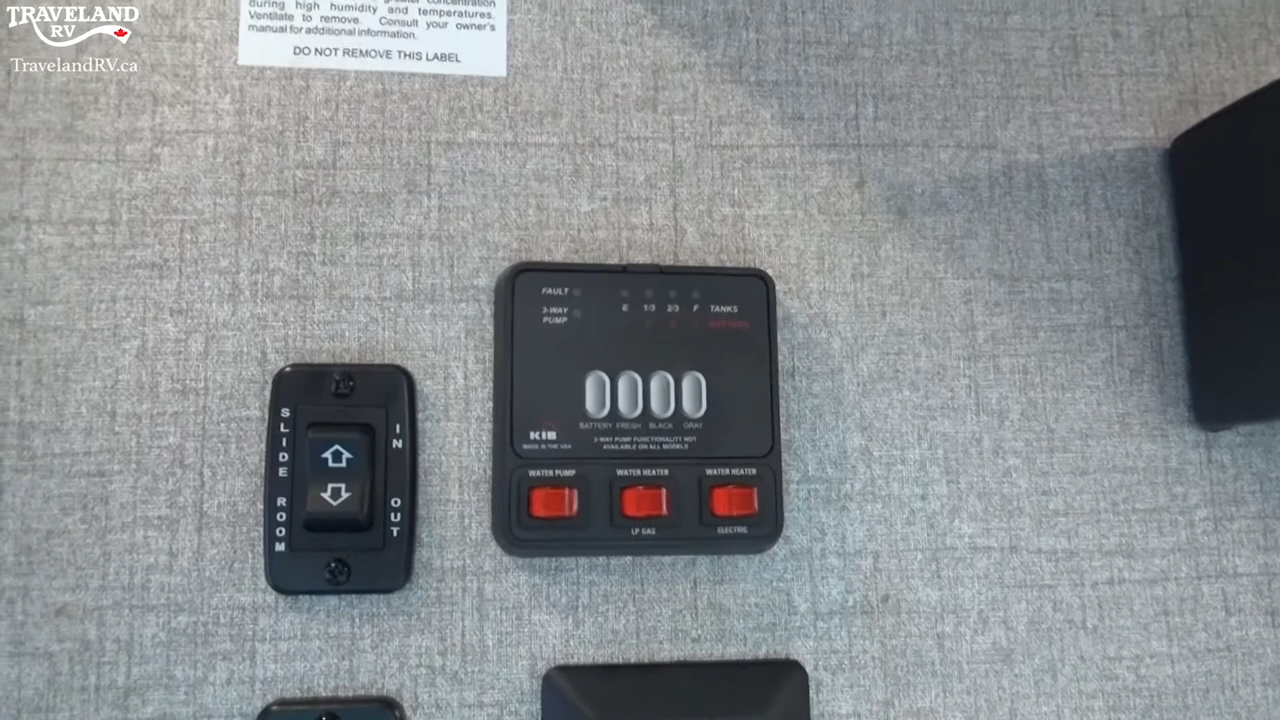 TRAVELAND
RV
TravelandRV.ca
during high humidity and temperatures.
Ventilate to remove. Consult your owner's
manual for additional information.
DO NOT REMOVE THIS LABEL
FAULT
3-WAY
PUMP
E 1/3 2/3 F TANKS
BATTERY FRESH BLACK GRAY
KIB
MADE IN THE USA
3-WAY PUMP FUNCTIONALITY NOT
AVAILABLE ON ALL MODELS
WATER PUMP
WATER HEATER
LP GAS
WATER HEATER
ELECTRIC
SLIDE ROOM
IN
OUT